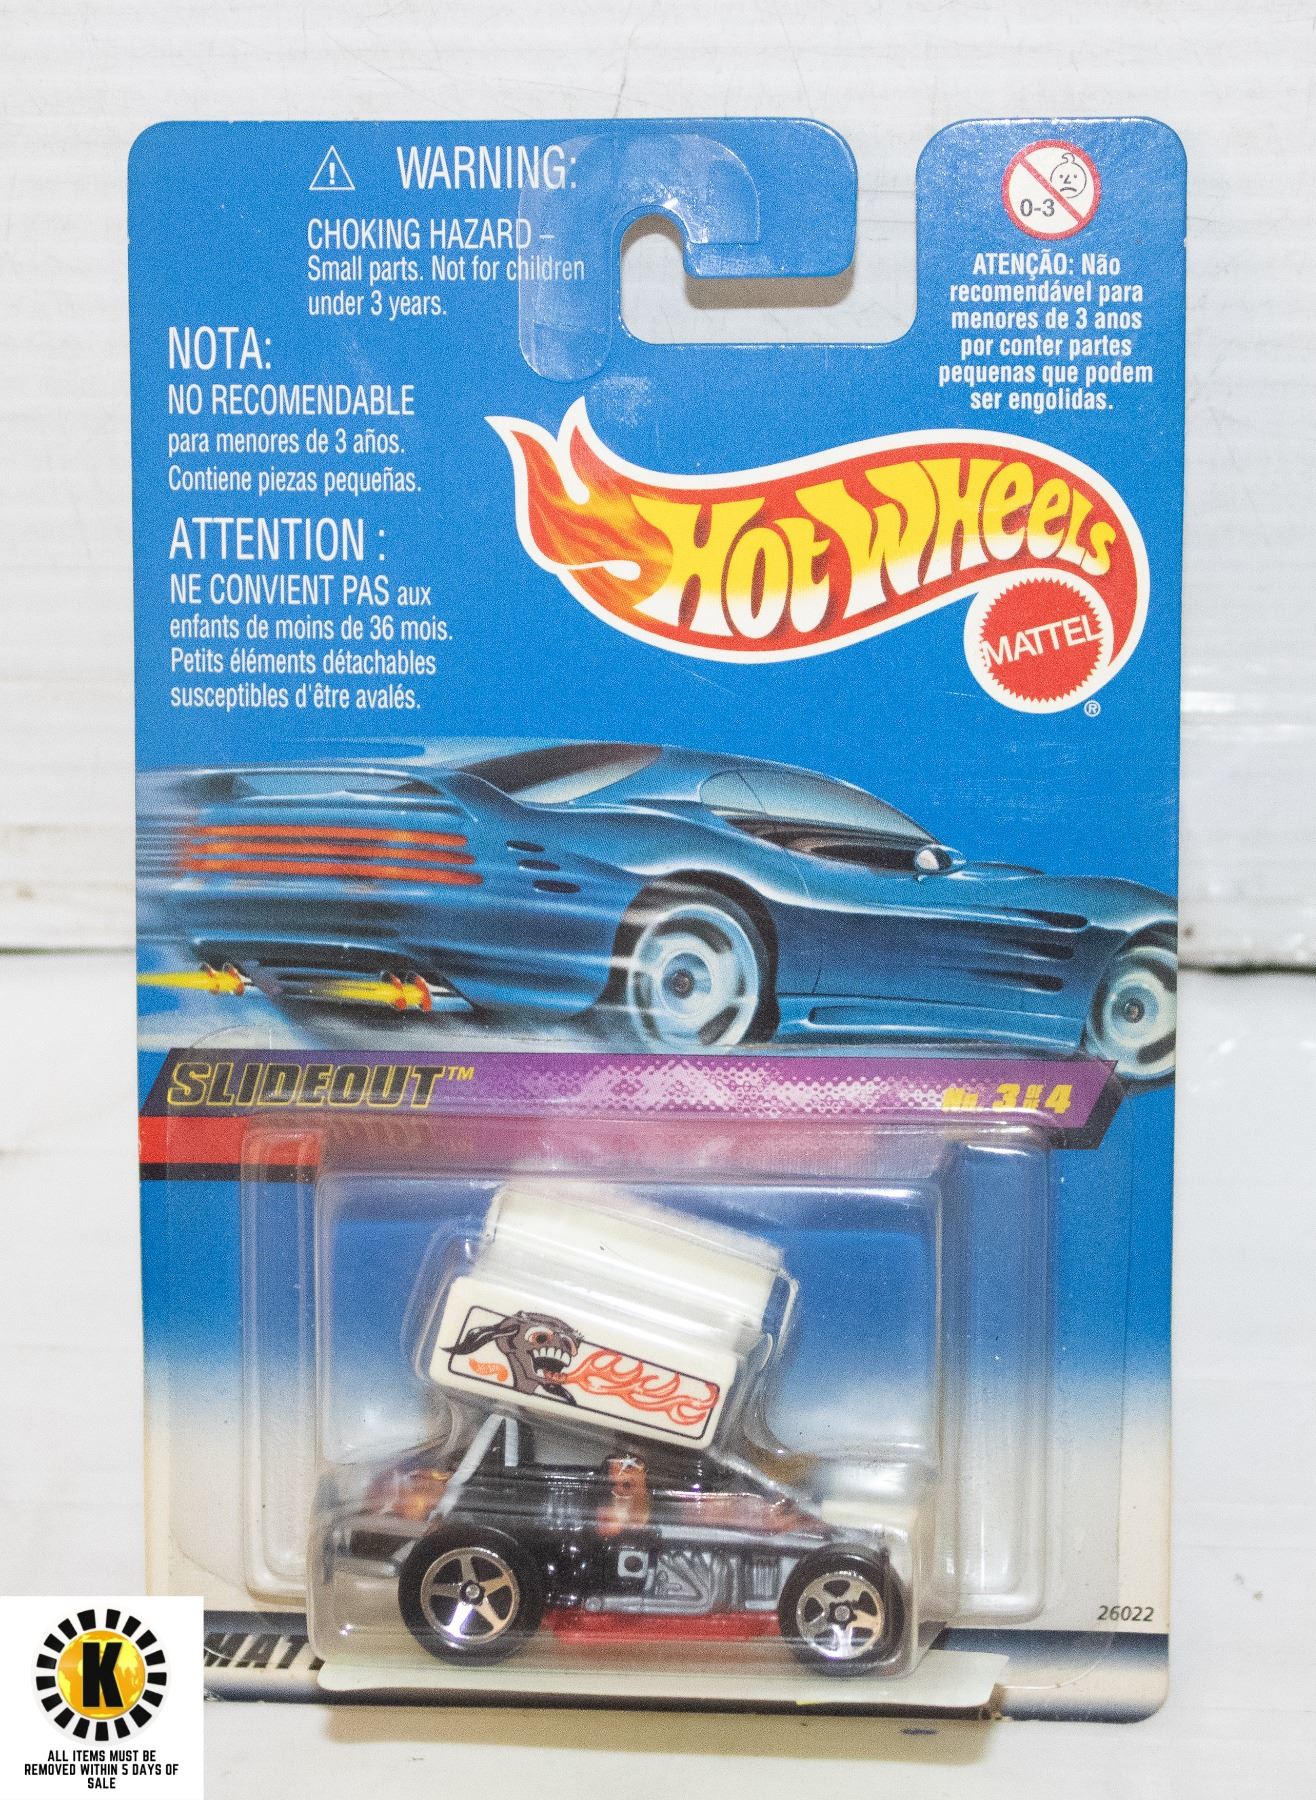 WARNING:
CHOKING HAZARD –
Small parts. Not for children
under 3 years.
NOTA:
NO RECOMENDABLE
para menores de 3 años.
Contiene piezas pequeñas.
ATTENTION :
NE CONVIENT PAS aux
enfants de moins de 36 mois.
Petits éléments détachables
susceptibles d'être avalés.
0-3
ATENÇÃO: Não
recomendável para
menores de 3 anos
por conter partes
pequenas que podem
ser engolidas.
Hot Wheels
MATTEL
®
SLIDEOUT™
No. 3 OF 4
26022
MAT
K
ALL ITEMS MUST BE
REMOVED WITHIN 5 DAYS OF
SALE